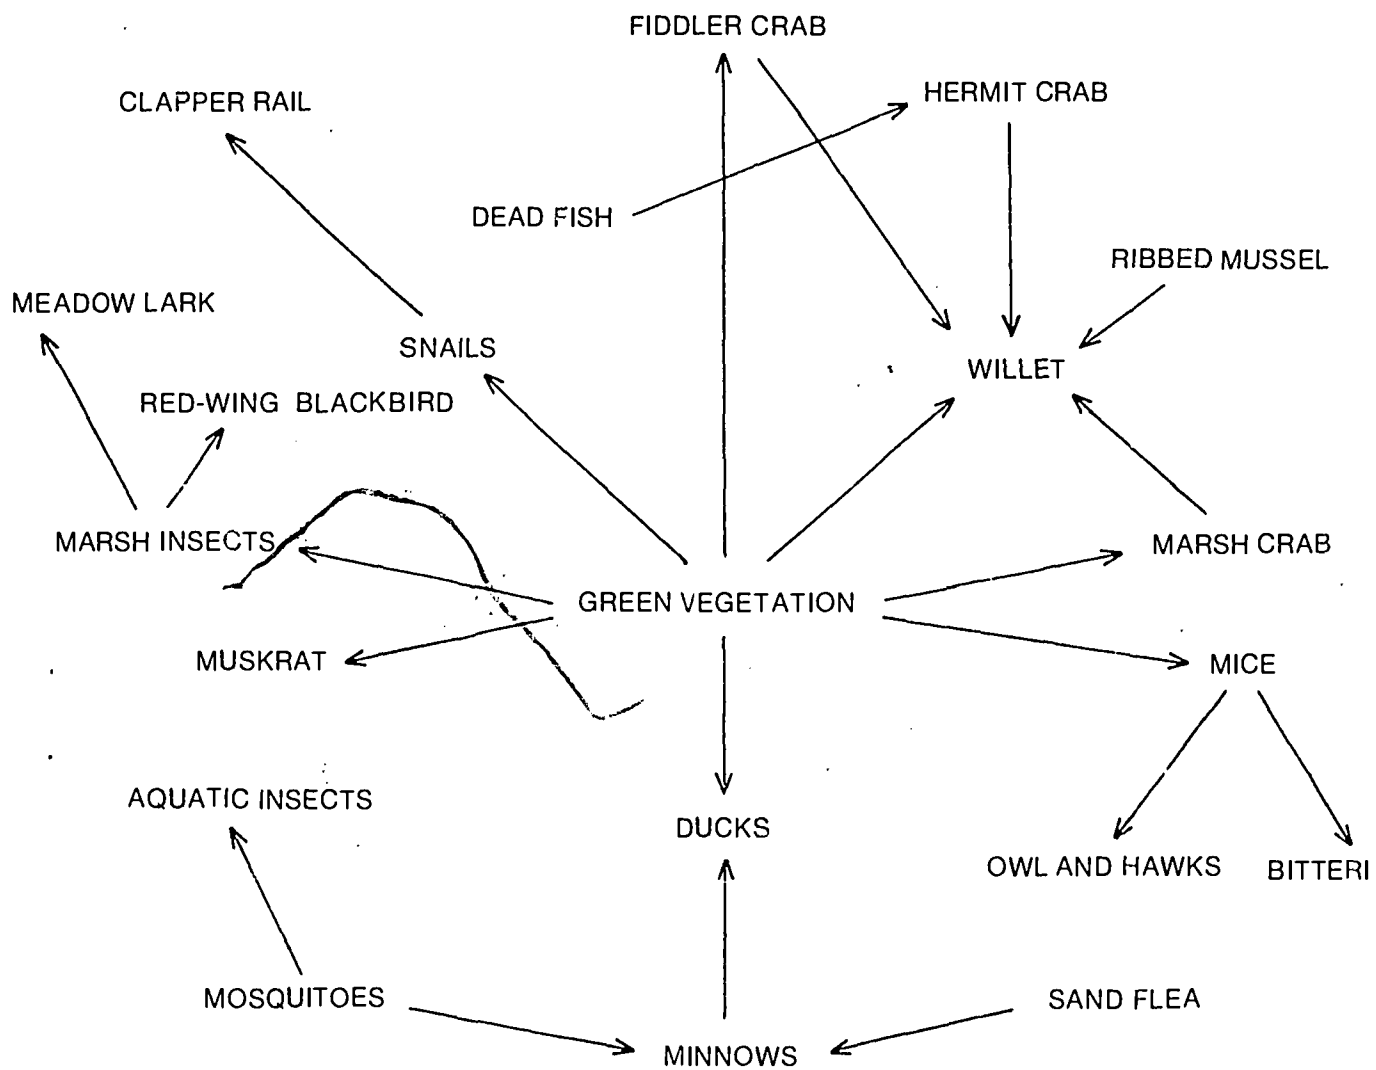 FIDDLER CRAB
HERMIT CRAB
CLAPPER RAIL
DEAD FISH
RIBBED MUSSEL
MEADOW LARK
SNAILS
WILLET
RED-WING BLACKBIRD
MARSH INSECTS
MARSH CRAB
GREEN VEGETATION
MUSKRAT
MICE
AQUATIC INSECTS
DUCKS
OWL AND HAWKS
BITTERI
MOSQUITOES
SAND FLEA
MINNOWS